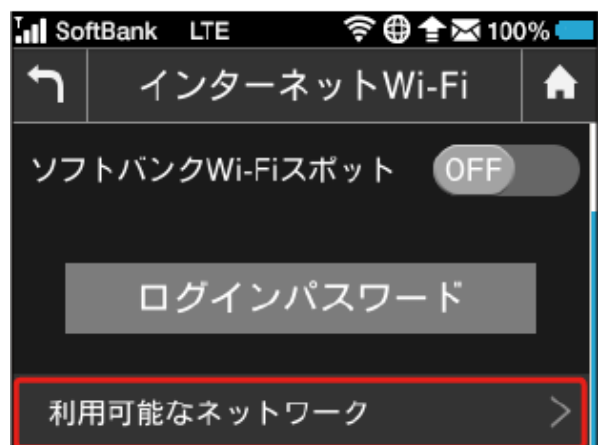 SoftBank LTE 100%
インターネットWi-Fi
ソフトバンクWi-Fiスポット OFF
ログインパスワード
利用可能なネットワーク